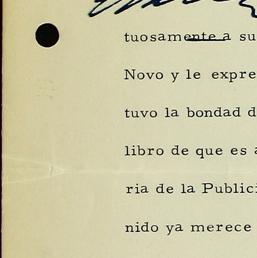 tuosamente a su
Novo y le expre
tuvo la bondad d
libro de que es a
ria de la Publici
nido ya merece